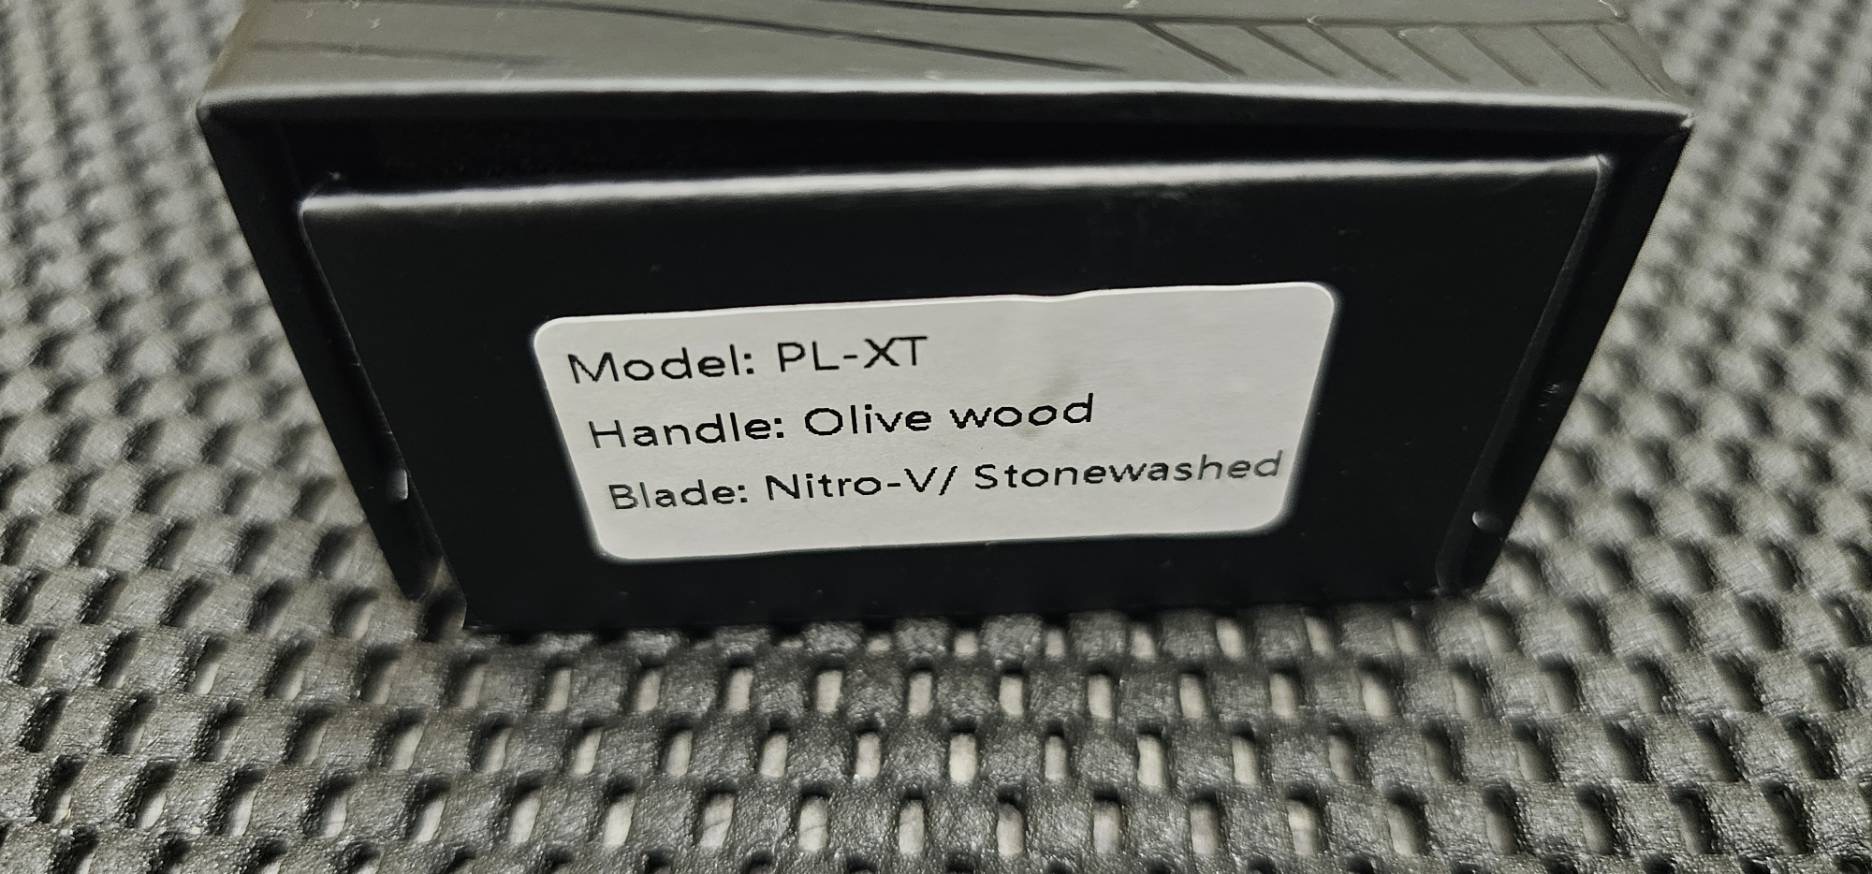 Model: PL-XT
Handle: Olive wood
Blade: Nitro-V/ Stonewashed